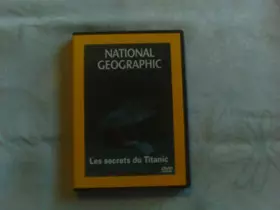 NATIONAL
GEOGRAPHIC
Les secrets du Titanic
DVD